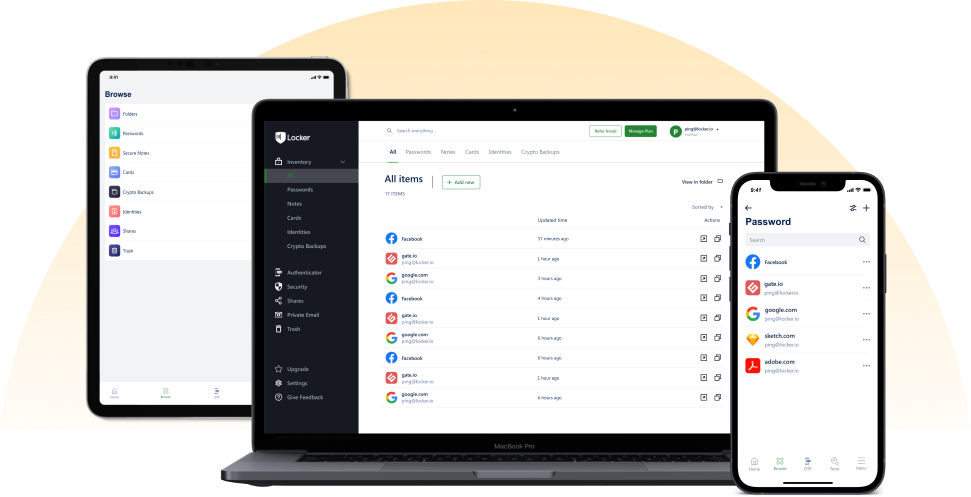 9:41
Browse
Folders
Passwords
Secure Notes
Cards
Crypto Backups
Identities
Shares
Trash
Home
Browse
OTP
Locker
Inventory
All
Passwords
Notes
Cards
Identities
Crypto Backups
Authenticator
Security
Shares
Private Email
Trash
Upgrade
Settings
Give Feedback
Search everything...
Refer friend
Manage Plan
P
ping@locker.io
All Passwords Notes Cards Identities Crypto Backups
All items
+ Add new
View in folder
17 ITEMS
Sorted by
Updated time Actions
Facebook 57 minutes ago
gate.io 1 hour ago
ping@locker.io
google.com 3 hours ago
ping@locker.io
Facebook 4 hours ago
gate.io 1 hour ago
ping@locker.io
google.com 6 hours ago
ping@locker.io
Facebook 6 hours ago
gate.io 1 hour ago
ping@locker.io
google.com 6 hours ago
ping@locker.io
MacBook Pro
9:41
Password
Search
Facebook
gate.io
ping@locker.io
google.com
ping@locker.io
sketch.com
ping@locker.io
adobe.com
ping@locker.io
Home Browse OTP Tools Menu